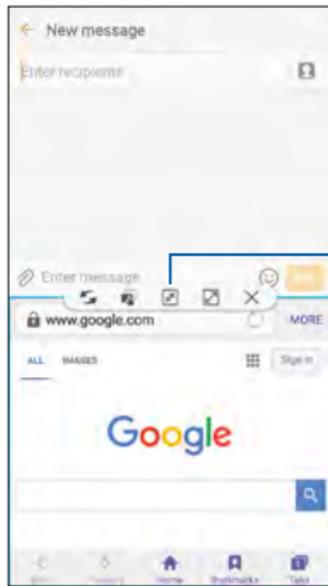 New message
Enter recipients
Enter message
www.google.com
MORE
ALL IMAGES
Sign in
Google
Home Bookmarks Tabs